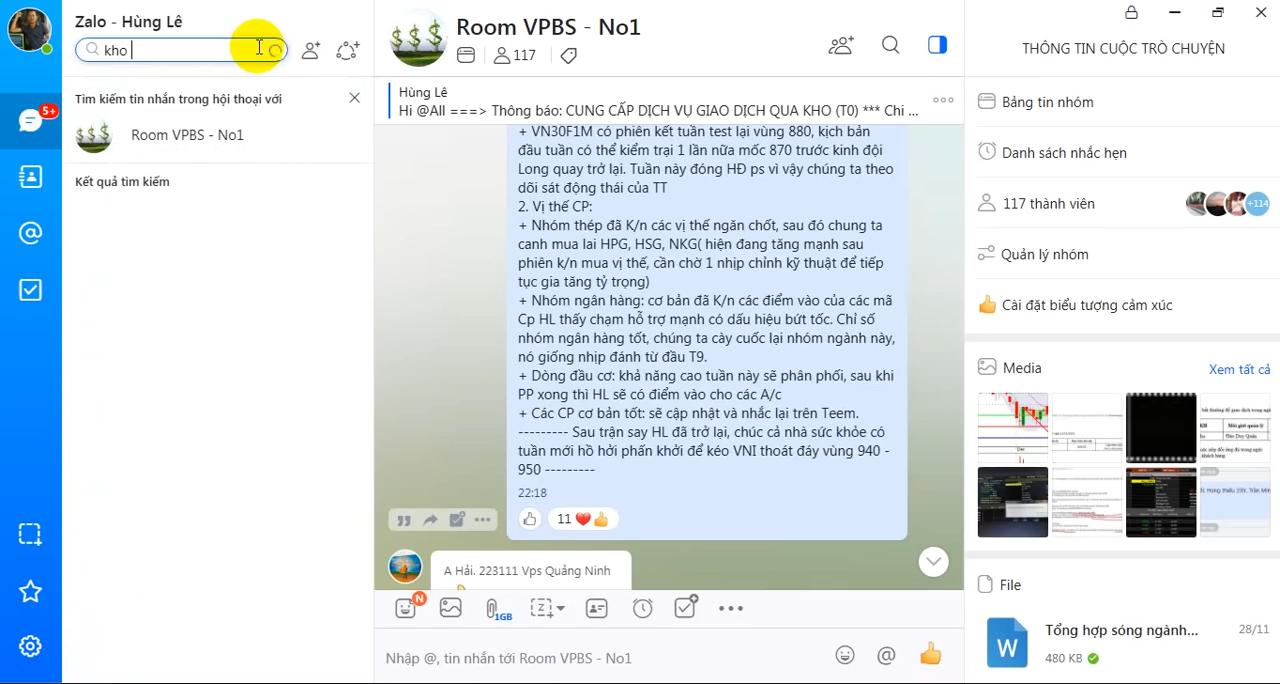 Zalo - Hùng Lê
kho
Tìm kiếm tin nhắn trong hội thoại với
Room VPBS - No1
Kết quả tìm kiếm
5+
Room VPBS - No1
117
Hùng Lê
Hi @All ===> Thông báo: CUNG CẤP DỊCH VỤ GIAO DỊCH QUA KHO (T0) *** Chi ...
+ VN30F1M có phiên kết tuần test lại vùng 880, kịch bản
đầu tuần có thể kiểm trại 1 lần nữa mốc 870 trước kinh đội
Long quay trở lại. Tuần này đóng HĐ ps vì vậy chúng ta theo
dõi sát động thái của TT
2. Vị thế CP:
+ Nhóm thép đã K/n các vị thế ngăn chốt, sau đó chung ta
canh mua lai HPG, HSG, NKG( hiện đang tăng mạnh sau
phiên k/n mua vị thế, cần chờ 1 nhịp chỉnh kỹ thuật để tiếp
tục gia tăng tỷ trọng)
+ Nhóm ngân hàng: cơ bản đã K/n các điểm vào của các mã
Cp HL thấy chạm hỗ trợ mạnh có dấu hiệu bứt tốc. Chỉ số
nhóm ngân hàng tốt, chúng ta cày cuốc lại nhóm ngành này,
nó giống nhịp đánh từ đầu T9.
+ Dòng đầu cơ: khả năng cao tuần này sẽ phân phối, sau khi
PP xong thì HL sẽ có điểm vào cho các A/c
+ Các CP cơ bản tốt: sẽ cập nhật và nhắc lại trên Teem.
--------- Sau trận say HL đã trở lại, chúc cả nhà sức khỏe có
tuần mới hồ hởi phấn khởi để kéo VNI thoát đáy vùng 940 -
950 ---------
22:18
11
A Hải. 223111 Vps Quảng Ninh
N
1GB
Nhập @, tin nhắn tới Room VPBS - No1
THÔNG TIN CUỘC TRÒ CHUYỆN
Bảng tin nhóm
Danh sách nhắc hẹn
117 thành viên
+114
Quản lý nhóm
Cài đặt biểu tượng cảm xúc
Media
Xem tất cả
File
W
Tổng hợp sóng ngành...
28/11
480 KB